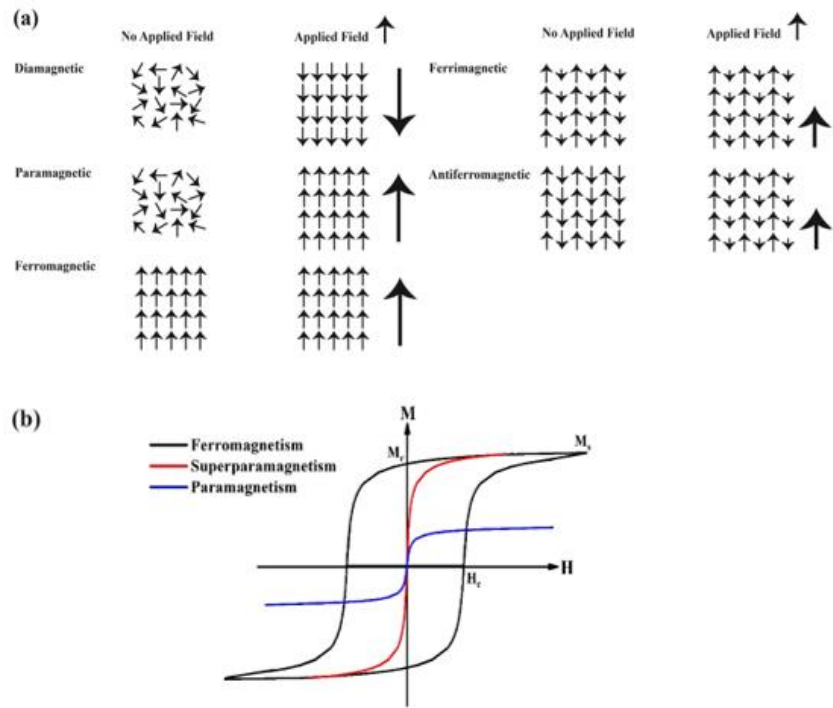 (a)
No Applied Field
Applied Field
No Applied Field
Applied Field
Diamagnetic
Ferrimagnetic
Paramagnetic
Antiferromagnetic
Ferromagnetic
(b)
M
Ferromagnetism
Superparamagnetism
Paramagnetism
Mr
Ms
Hr
H